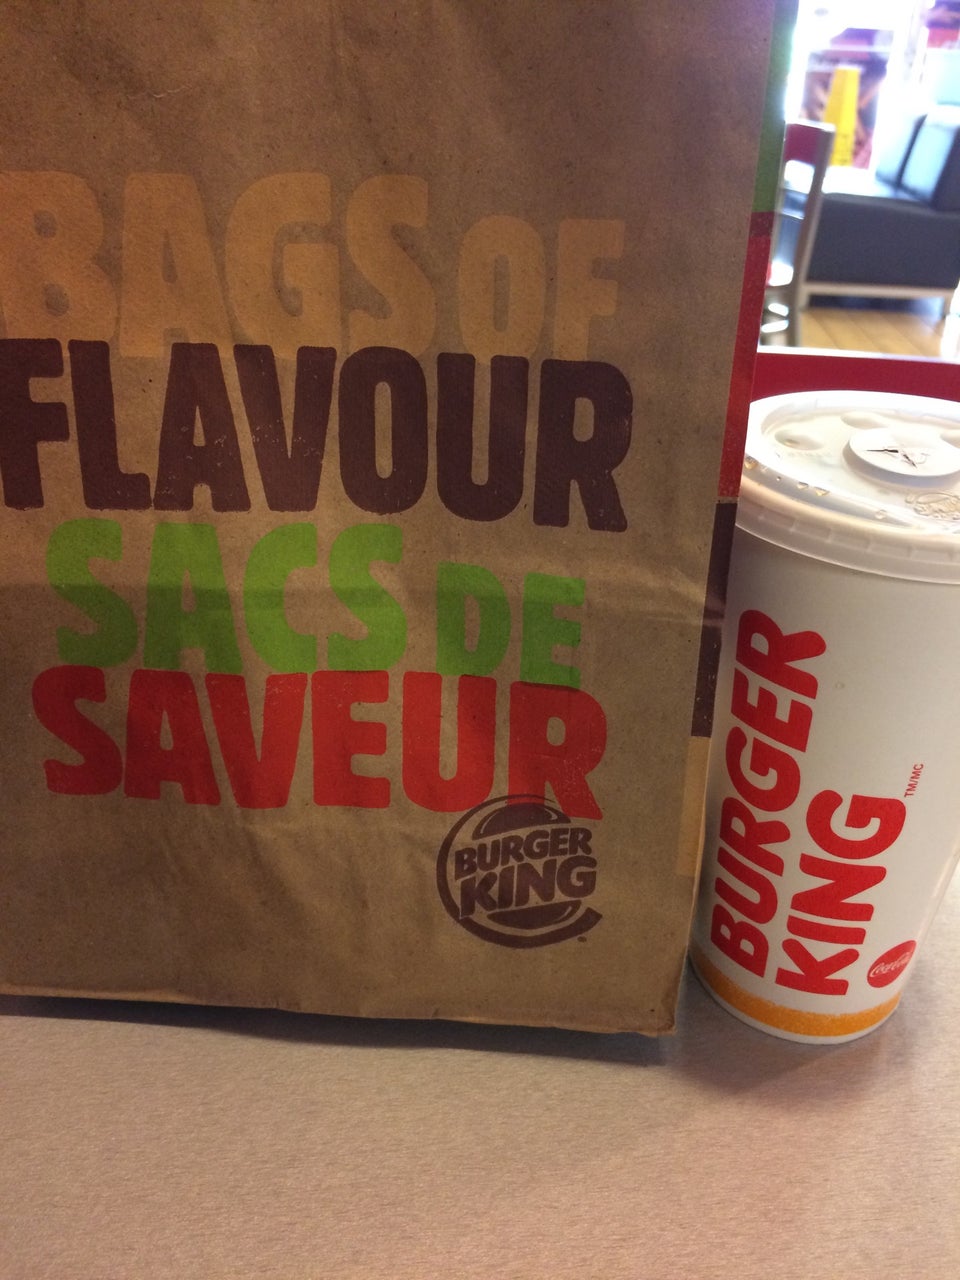 BAGS OF
FLAVOUR
SACS DE
SAVEUR
BURGER
KING
BURGER
KING
TM/MC
Coca-Cola